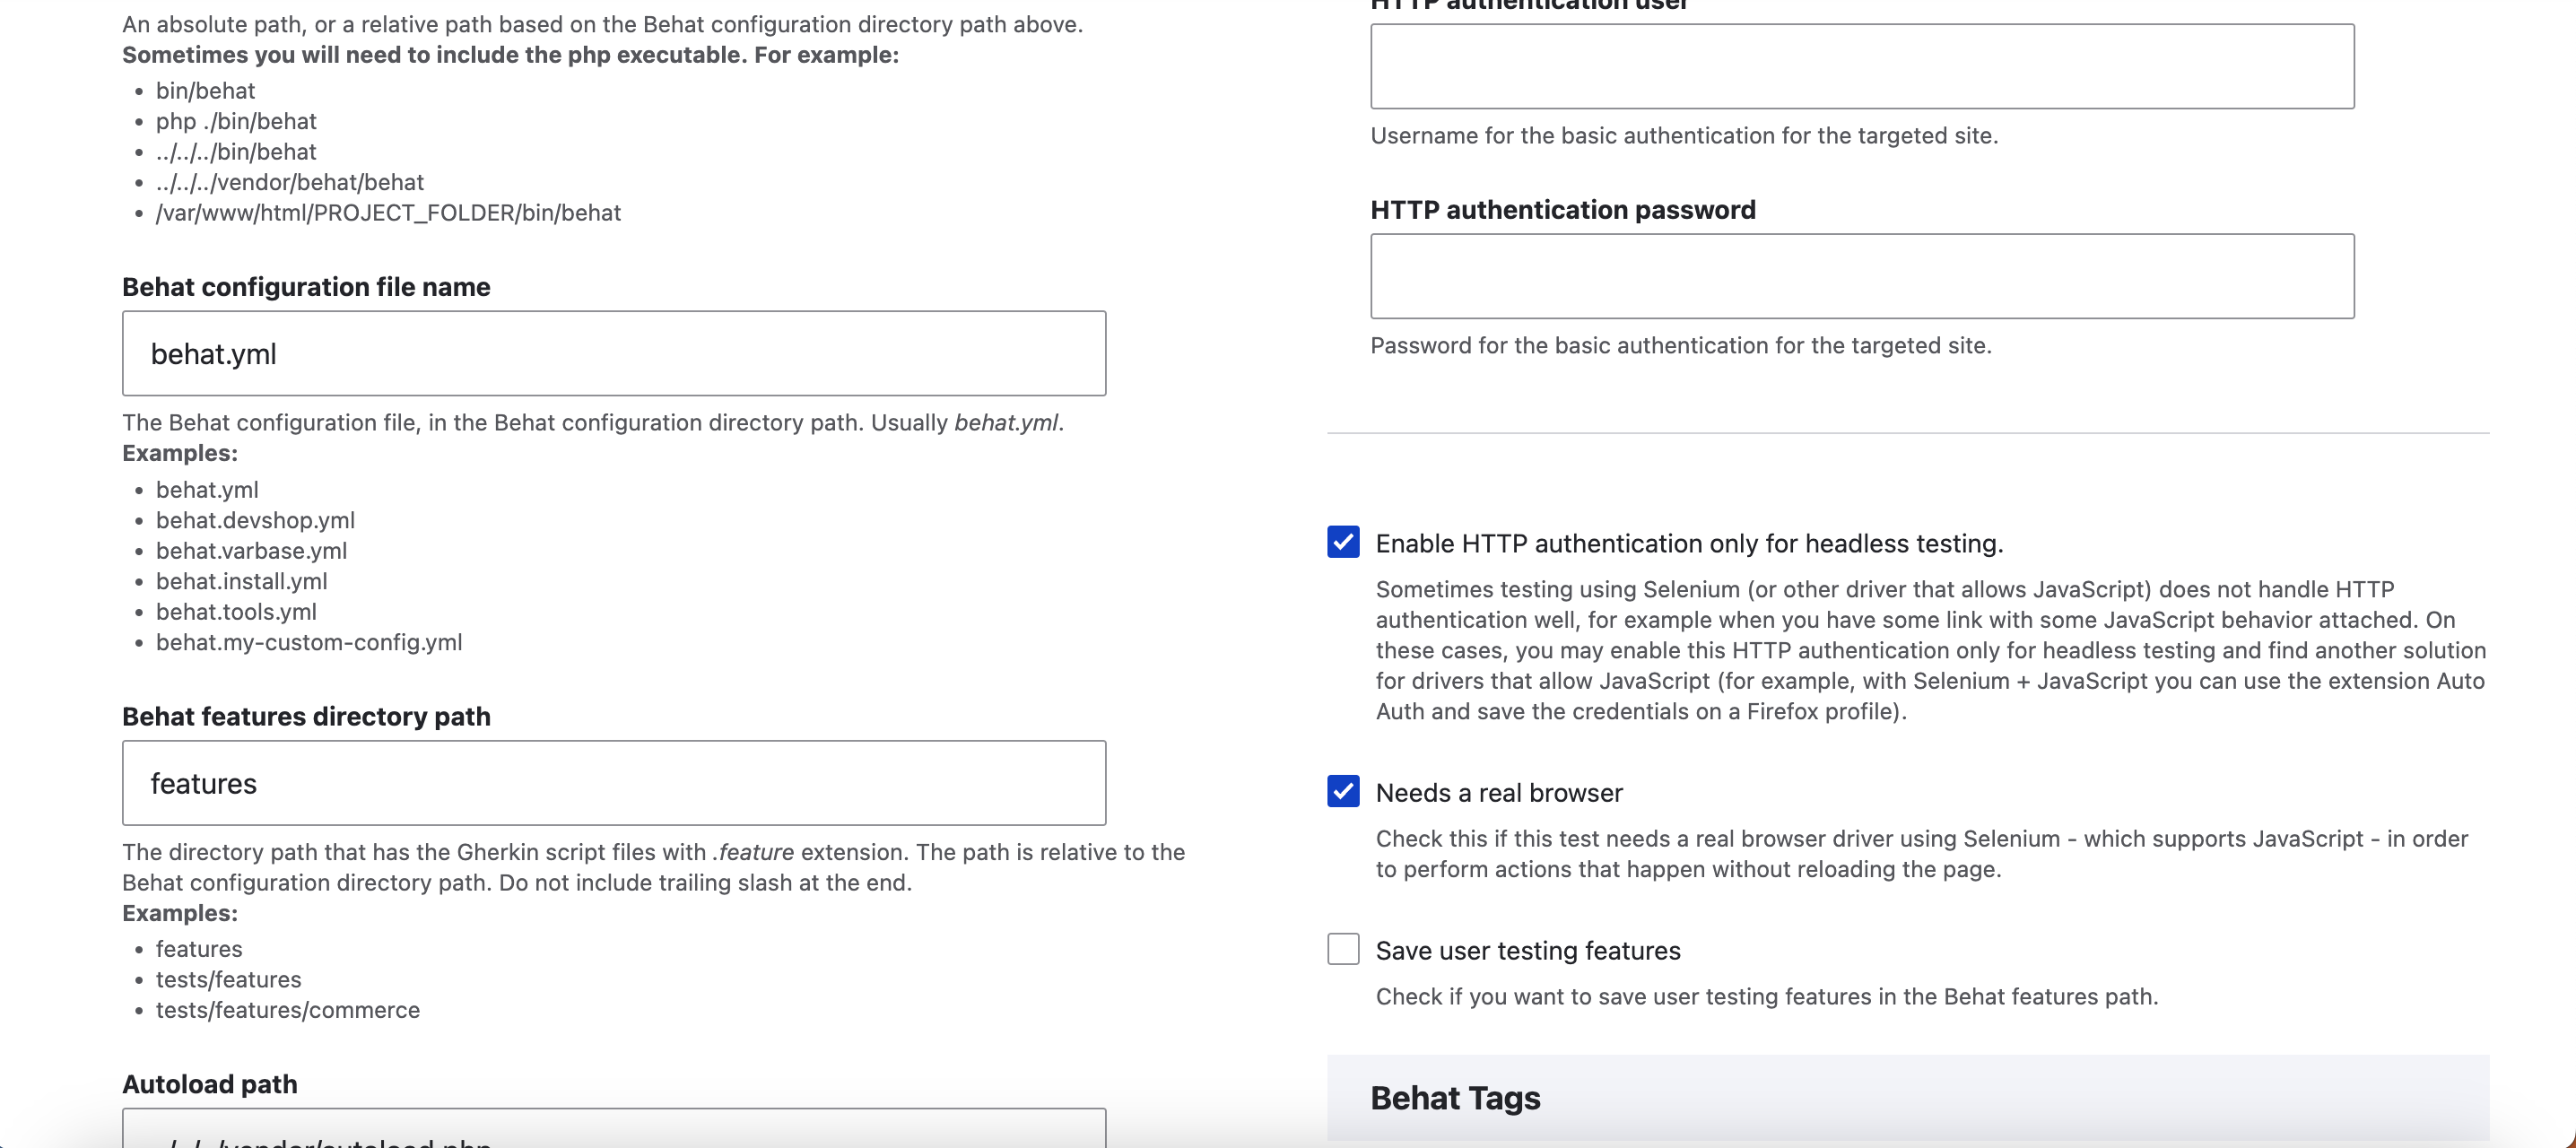 An absolute path, or a relative path based on the Behat configuration directory path above.
Sometimes you will need to include the php executable. For example:
• bin/behat
• php ./bin/behat
• ../../../bin/behat
• ../../../vendor/behat/behat
• /var/www/html/PROJECT_FOLDER/bin/behat
Behat configuration file name
behat.yml
The Behat configuration file, in the Behat configuration directory path. Usually behat.yml.
Examples:
• behat.yml
• behat.devshop.yml
• behat.varbase.yml
• behat.install.yml
• behat.tools.yml
• behat.my-custom-config.yml
Behat features directory path
features
The directory path that has the Gherkin script files with .feature extension. The path is relative to the
Behat configuration directory path. Do not include trailing slash at the end.
Examples:
• features
• tests/features
• tests/features/commerce
Autoload path
../../../vendor/autoload.php
HTTP authentication user
Username for the basic authentication for the targeted site.
HTTP authentication password
Password for the basic authentication for the targeted site.
Enable HTTP authentication only for headless testing.
Sometimes testing using Selenium (or other driver that allows JavaScript) does not handle HTTP
authentication well, for example when you have some link with some JavaScript behavior attached. On
these cases, you may enable this HTTP authentication only for headless testing and find another solution
for drivers that allow JavaScript (for example, with Selenium + JavaScript you can use the extension Auto
Auth and save the credentials on a Firefox profile).
Needs a real browser
Check this if this test needs a real browser driver using Selenium - which supports JavaScript - in order
to perform actions that happen without reloading the page.
Save user testing features
Check if you want to save user testing features in the Behat features path.
Behat Tags